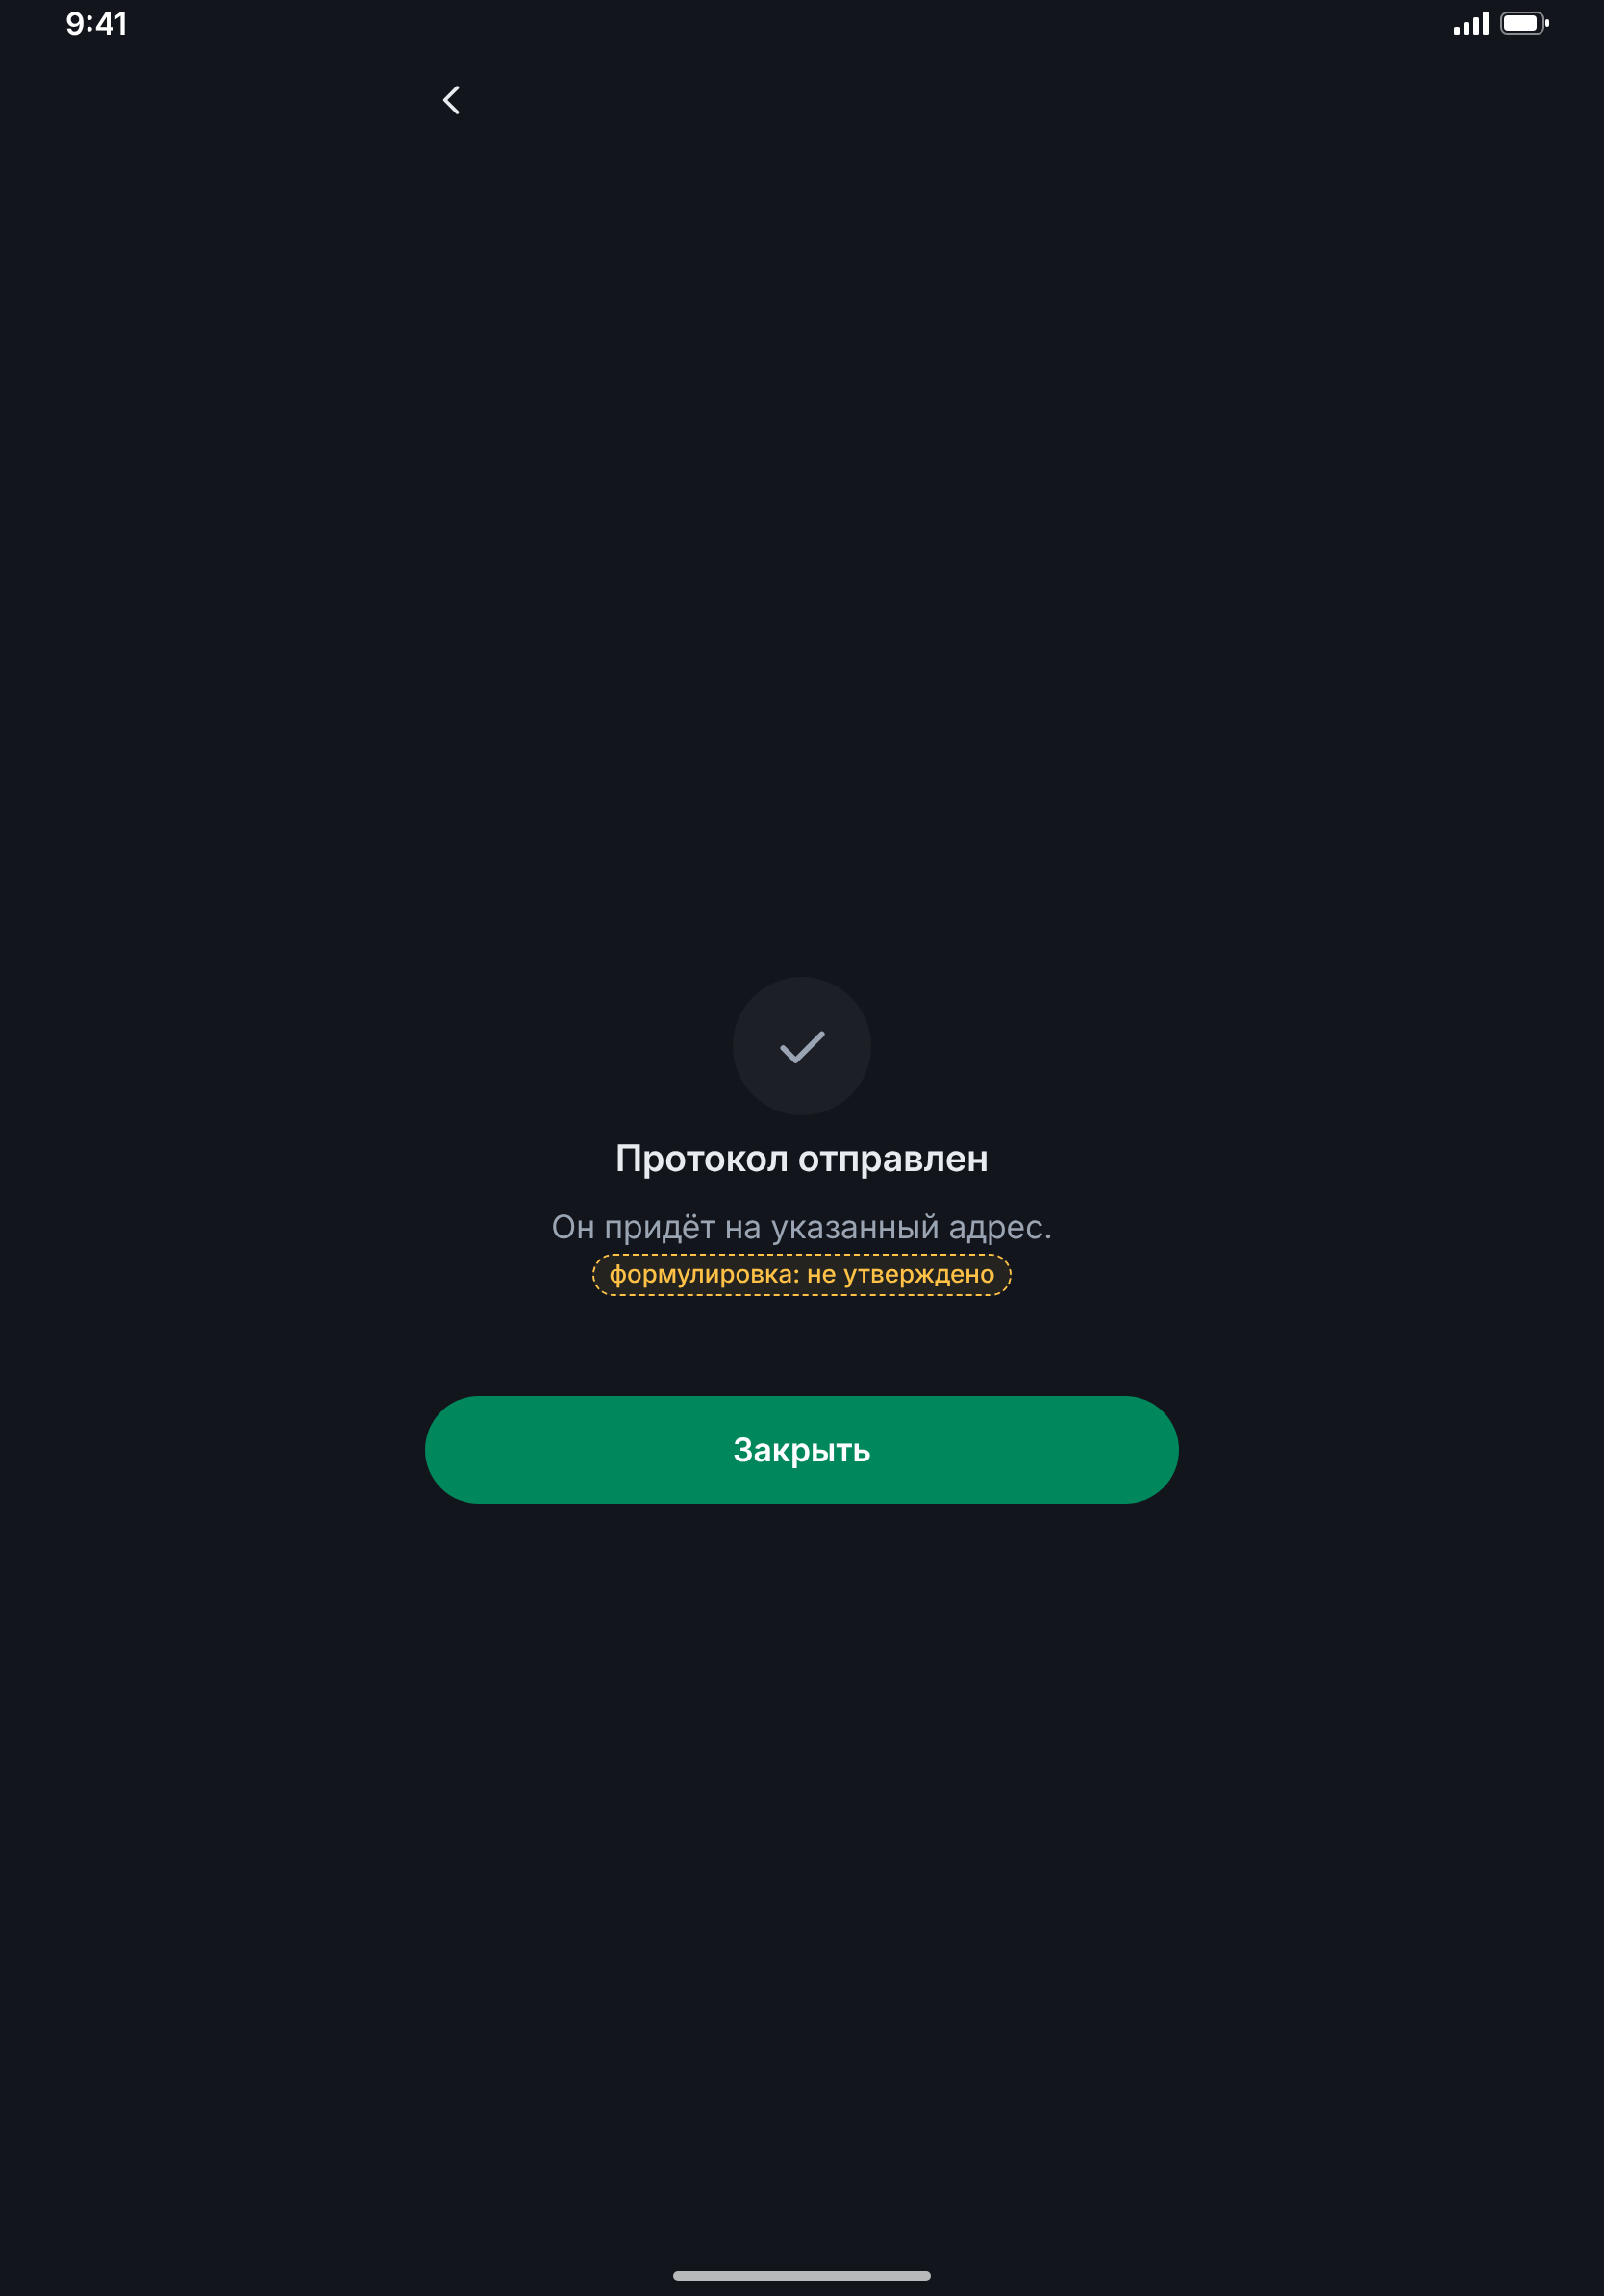 9:41
Протокол отправлен
Он придёт на указанный адрес.
формулировка: не утверждено
Закрыть